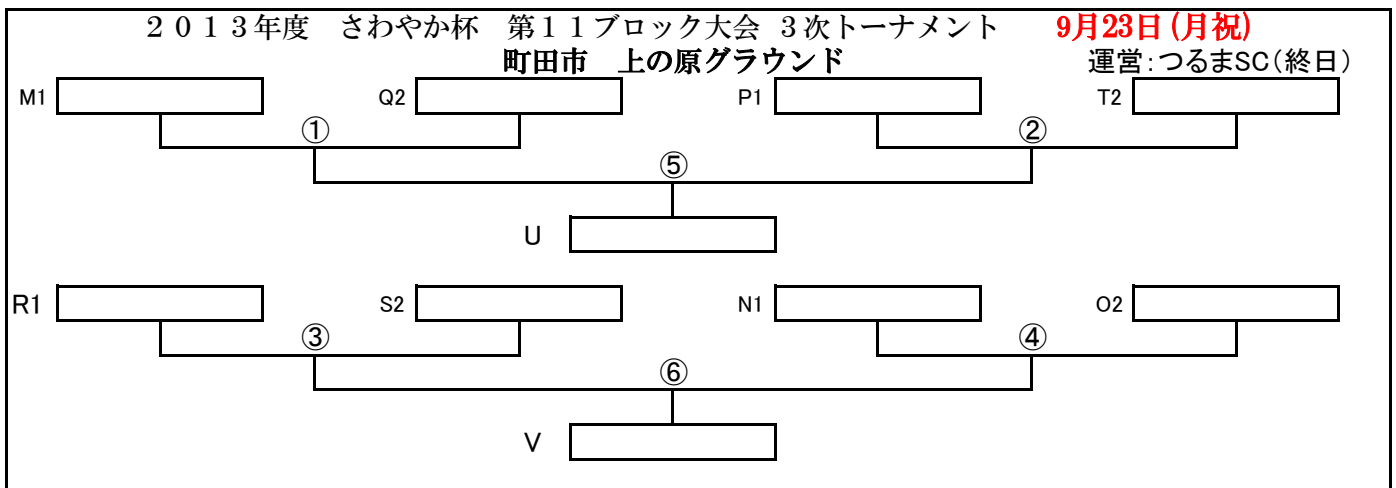 ２０１３年度　さわやか杯　第１１ブロック大会 ３次トーナメント　9月23日(月祝)
町田市　上の原グラウンド　運営：つるまSC（終日）
M1 Q2 P1 T2
① ②
⑤
U
R1 S2 N1 O2
③ ④
⑥
V